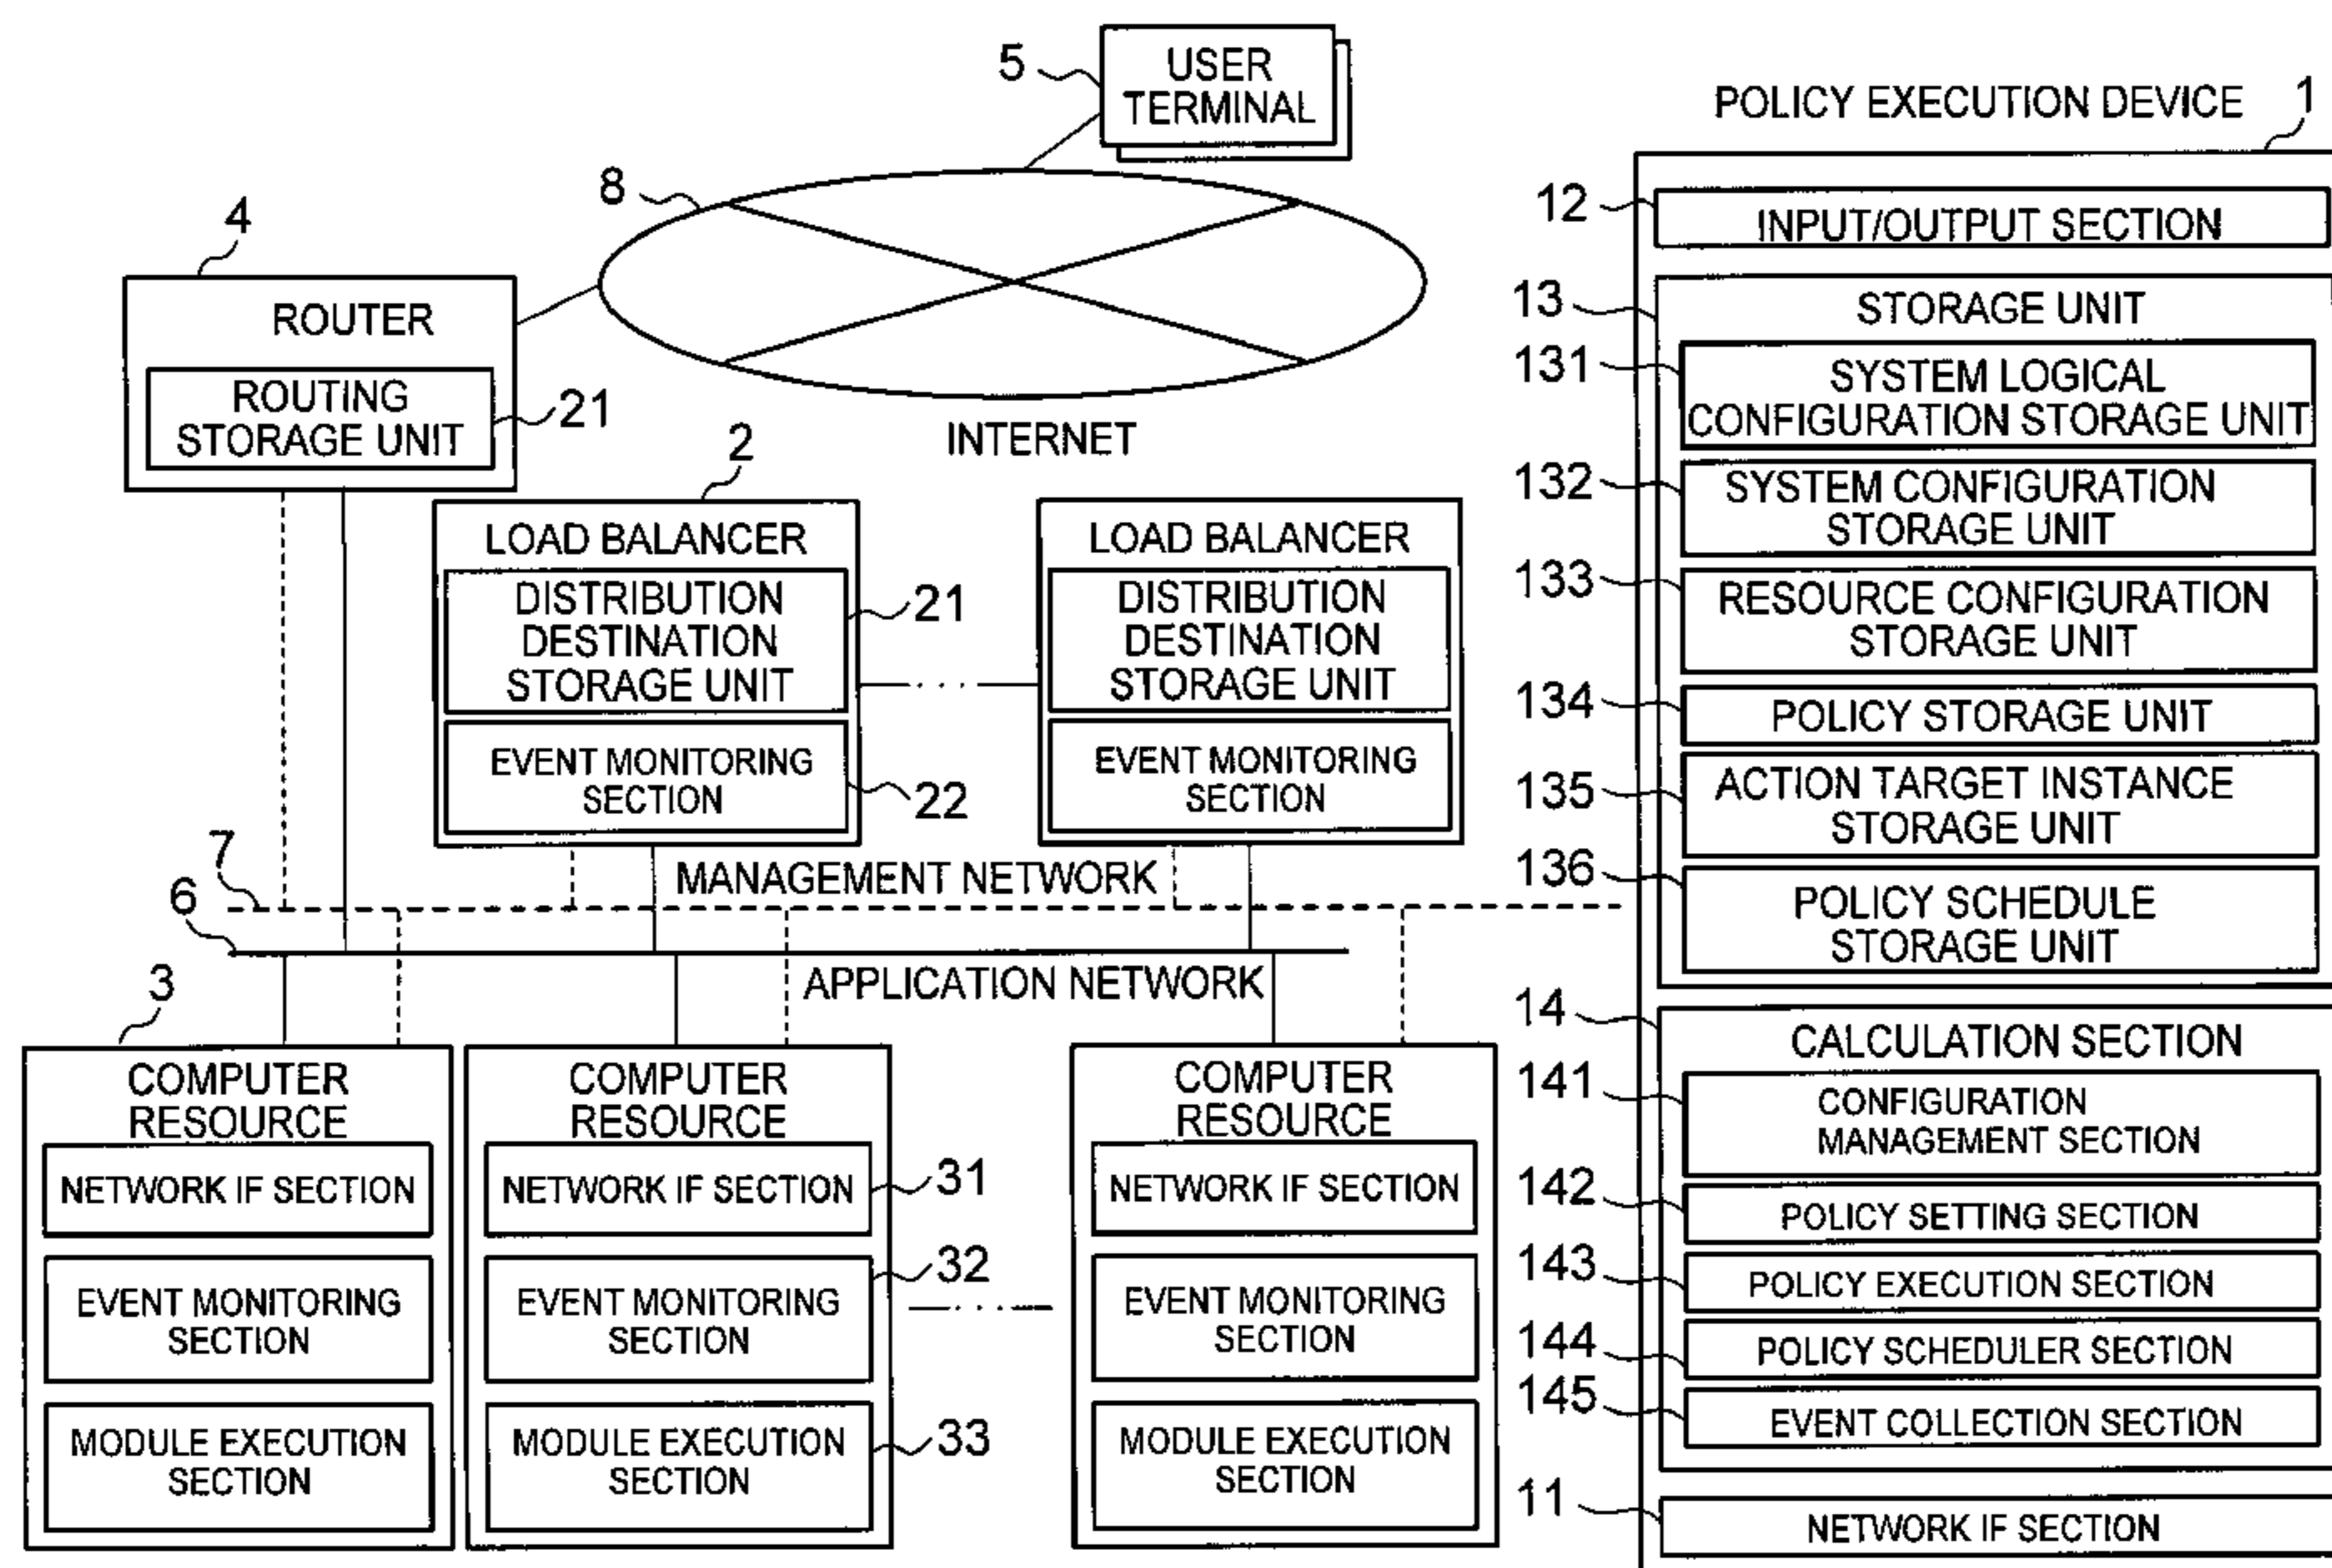 5
USER
TERMINAL
8
INTERNET
4
ROUTER
ROUTING
STORAGE UNIT
21
2
LOAD BALANCER
DISTRIBUTION
DESTINATION
STORAGE UNIT
21
EVENT MONITORING
SECTION
22
LOAD BALANCER
DISTRIBUTION
DESTINATION
STORAGE UNIT
EVENT MONITORING
SECTION
7
MANAGEMENT NETWORK
6
APPLICATION NETWORK
3
COMPUTER
RESOURCE
NETWORK IF SECTION
EVENT MONITORING
SECTION
MODULE EXECUTION
SECTION
COMPUTER
RESOURCE
NETWORK IF SECTION
31
EVENT MONITORING
SECTION
32
MODULE EXECUTION
SECTION
33
COMPUTER
RESOURCE
NETWORK IF SECTION
EVENT MONITORING
SECTION
MODULE EXECUTION
SECTION
POLICY EXECUTION DEVICE
1
12
INPUT/OUTPUT SECTION
13
STORAGE UNIT
131
SYSTEM LOGICAL
CONFIGURATION STORAGE UNIT
132
SYSTEM CONFIGURATION
STORAGE UNIT
133
RESOURCE CONFIGURATION
STORAGE UNIT
134
POLICY STORAGE UNIT
135
ACTION TARGET INSTANCE
STORAGE UNIT
136
POLICY SCHEDULE
STORAGE UNIT
14
CALCULATION SECTION
141
CONFIGURATION
MANAGEMENT SECTION
142
POLICY SETTING SECTION
143
POLICY EXECUTION SECTION
144
POLICY SCHEDULER SECTION
145
EVENT COLLECTION SECTION
11
NETWORK IF SECTION